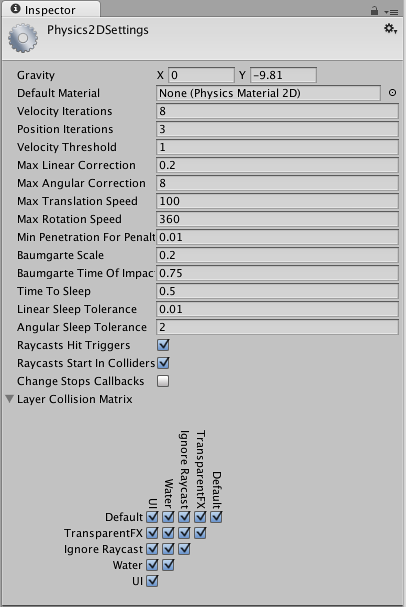 Inspector
Physics2DSettings
Gravity X 0 Y -9.81
Default Material None (Physics Material 2D)
Velocity Iterations 8
Position Iterations 3
Velocity Threshold 1
Max Linear Correction 0.2
Max Angular Correction 8
Max Translation Speed 100
Max Rotation Speed 360
Min Penetration For Penalt 0.01
Baumgarte Scale 0.2
Baumgarte Time Of Impac 0.75
Time To Sleep 0.5
Linear Sleep Tolerance 0.01
Angular Sleep Tolerance 2
Raycasts Hit Triggers
Raycasts Start In Colliders
Change Stops Callbacks
Layer Collision Matrix
UI
Water
Ignore Raycast
TransparentFX
Default
Default
TransparentFX
Ignore Raycast
Water
UI